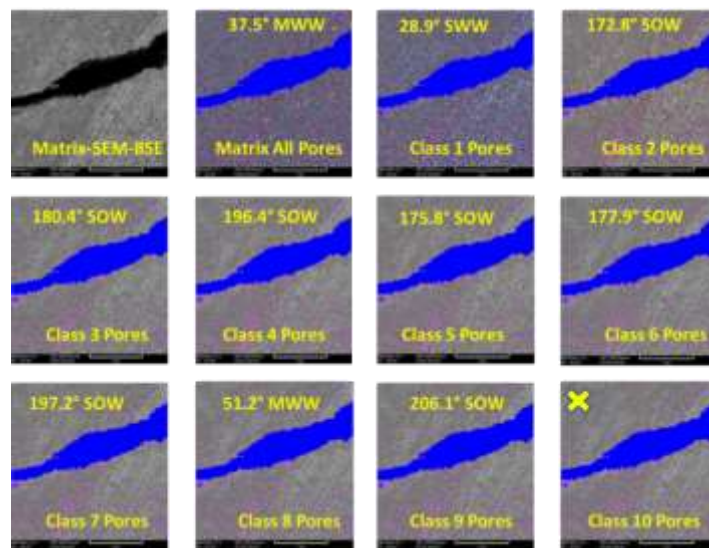 37.5° MWW
28.9° SWW
172.8° SOW
Matrix-SEM-BSE
Matrix All Pores
Class 1 Pores
Class 2 Pores
180.4° SOW
196.4° SOW
175.8° SOW
177.9° SOW
Class 3 Pores
Class 4 Pores
Class 5 Pores
Class 6 Pores
197.2° SOW
51.2° MWW
206.1° SOW
Class 7 Pores
Class 8 Pores
Class 9 Pores
Class 10 Pores